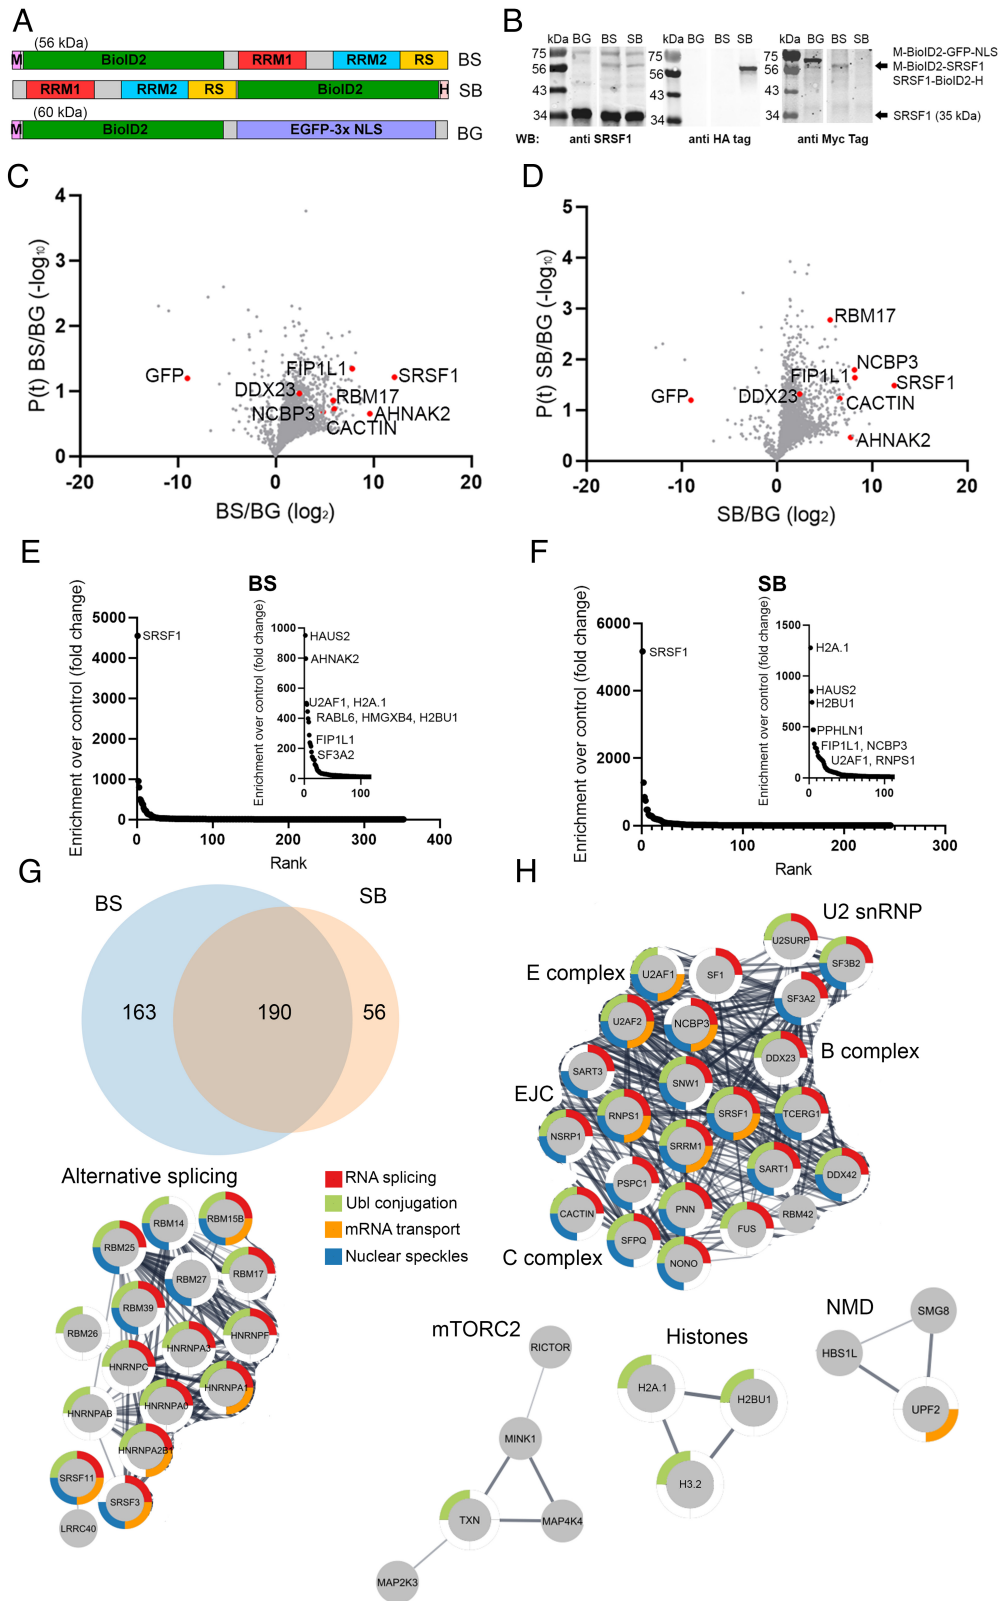 A
(56 kDa)
M BioID2 RRM1 RRM2 RS BS
RRM1 RRM2 RS BioID2 H SB
(60 kDa)
M BioID2 EGFP-3x NLS BG
B
kDa BG BS SB kDa BG BS SB kDa BG BS SB
75 75 75
56 56 56
43 43 43
34 34 34
M-BioID2-GFP-NLS
M-BioID2-SRSF1
SRSF1-BioID2-H
SRSF1 (35 kDa)
WB: anti SRSF1 anti HA tag anti Myc Tag
C
P(t) BS/BG (-log10)
4
3
2
1
0
-20 -10 0 10 20
BS/BG (log2)
GFP
FIP1L1
SRSF1
DDX23
RBM17
NCBP3
AHNAK2
CACTIN
D
P(t) SB/BG (-log10)
5
4
3
2
1
0
-20 -10 0 10 20
SB/BG (log2)
RBM17
NCBP3
FIP1L1
SRSF1
GFP
DDX23
CACTIN
AHNAK2
E
BS
Enrichment over control (fold change)
5000
4000
3000
2000
1000
0
0 100 200 300 400
Rank
SRSF1
Enrichment over control (fold change)
1000
800
600
400
200
0
0 100
HAUS2
AHNAK2
U2AF1, H2A.1
RABL6, HMGXB4, H2BU1
FIP1L1
SF3A2
F
SB
Enrichment over control (fold change)
6000
4000
2000
0
0 100 200 300
Rank
SRSF1
Enrichment over control (fold change)
1500
1000
500
0
0 100
H2A.1
HAUS2
H2BU1
PPHLN1
FIP1L1, NCBP3
U2AF1, RNPS1
G
BS
SB
163 190 56
Alternative splicing
RNA splicing
Ubl conjugation
mRNA transport
Nuclear speckles
RBM15B
RBM14
RBM25
RBM17
RBM27
RBM39
RBM26
HNRNPF
HNRNPA3
HNRNPC
HNRNPA1
HNRNPA0
HNRNPAB
HNRNPA2B1
SRSF11
SRSF3
LRRC40
H
U2 snRNP
U2SURP
SF3B2
E complex
U2AF1
SF1
SF3A2
U2AF2
NCBP3
B complex
DDX23
SART3
SNW1
EJC
RNPS1
SRSF1
TCERG1
NSRP1
SRRM1
SART1
DDX42
PSPC1
CACTIN
PNN
RBM42
FUS
C complex
SFPQ
NONO
mTORC2
RICTOR
MINK1
TXN
MAP4K4
MAP2K3
Histones
H2A.1
H2BU1
H3.2
NMD
SMG8
HBS1L
UPF2